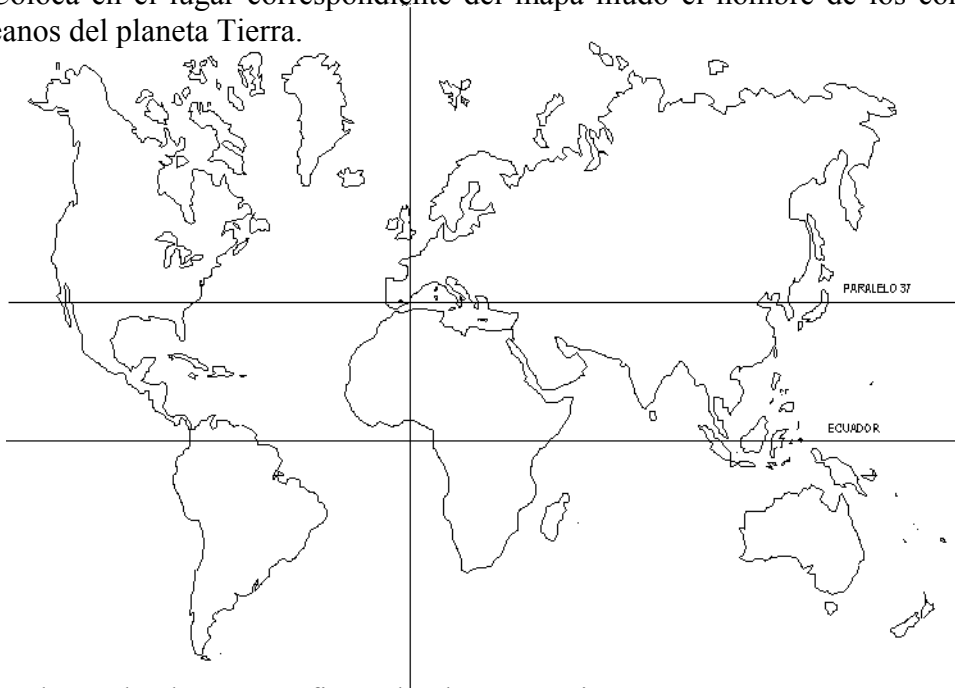 Coloca en el lugar correspondiente del mapa mudo el nombre de los con
eanos del planeta Tierra.
PARALELO 37
ECUADOR